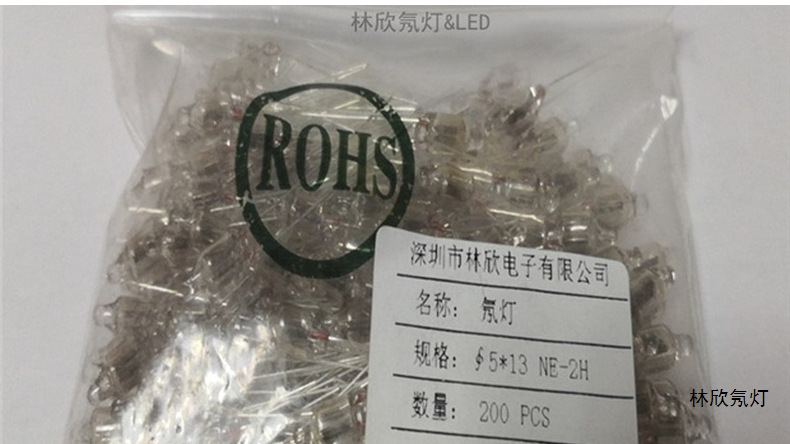 林欣氖灯&LED
ROHS
深圳市林欣电子有限公司
名称: 氖灯
规格: ∮5*13 NE-2H
数量: 200 PCS
林欣氖灯